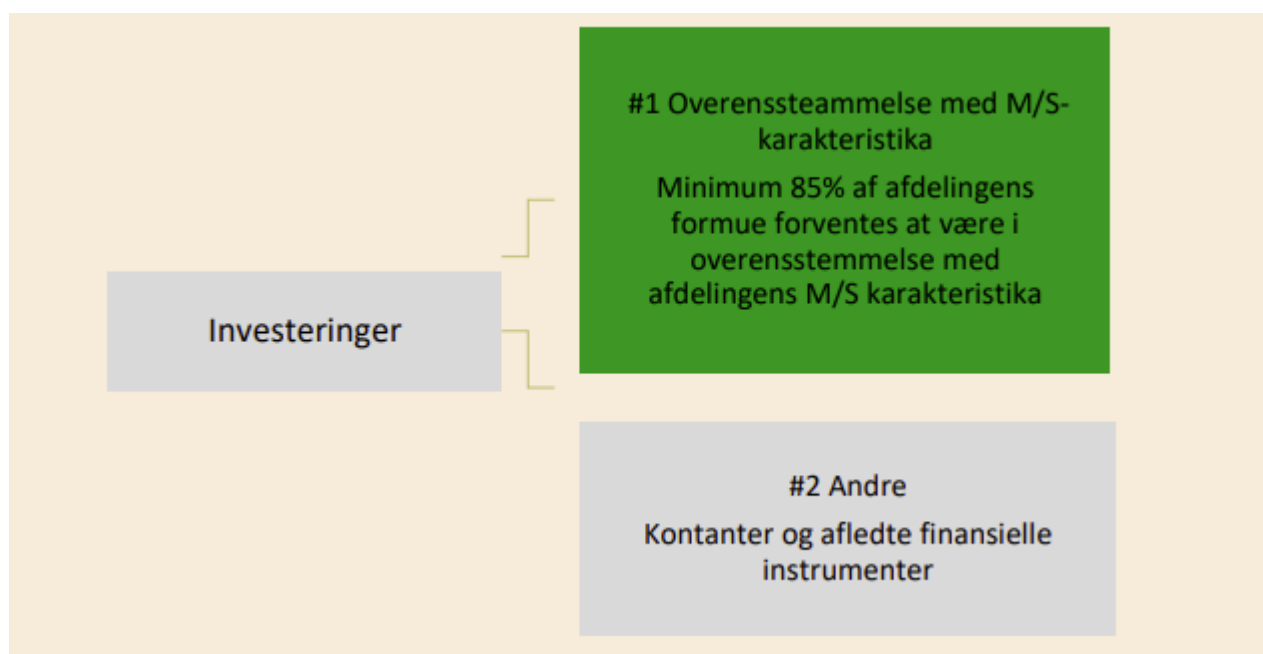 #1 Overenssteammelse med M/S-
karakteristika
Minimum 85% af afdelingens
formue forventes at være i
overensstemmelse med
afdelingens M/S karakteristika
Investeringer
#2 Andre
Kontanter og afledte finansielle
instrumenter